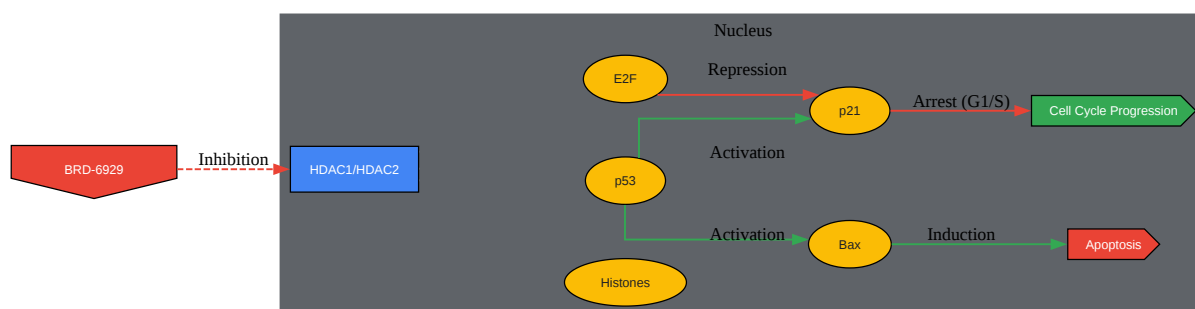 Nucleus
E2F
Repression
p21
Arrest (G1/S)
Cell Cycle Progression
BRD-6929
Inhibition
HDAC1/HDAC2
Activation
p53
Activation
Bax
Induction
Apoptosis
Histones